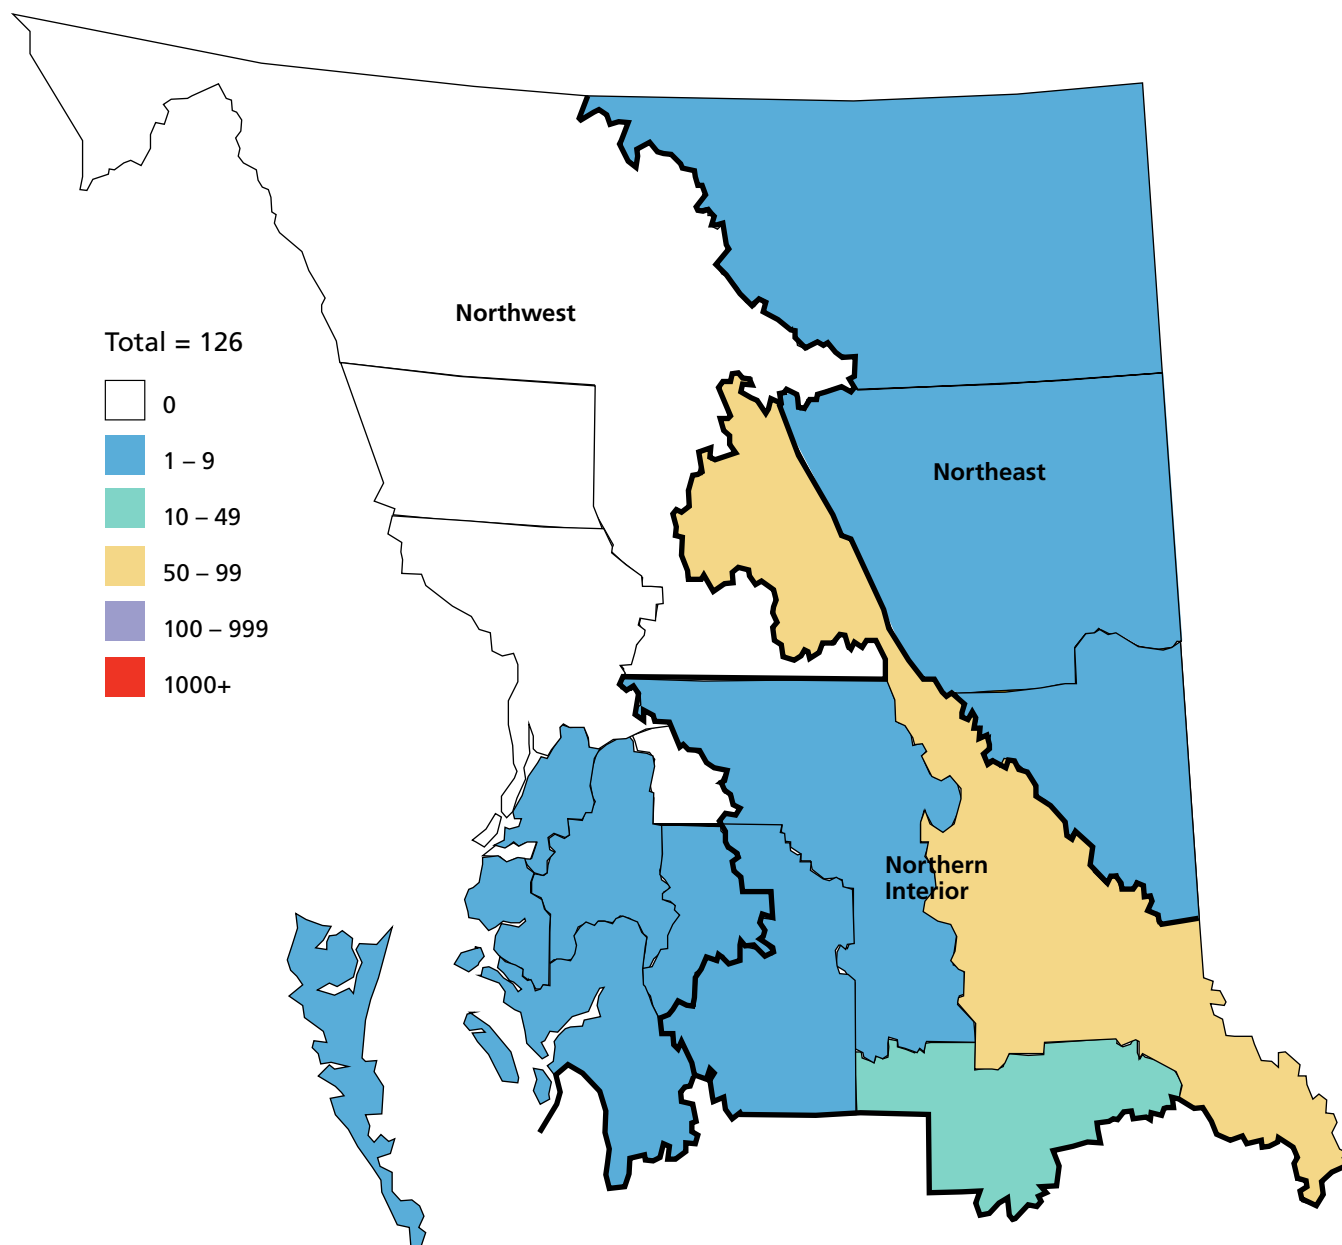 Northwest
Total = 126
0
1 – 9
10 – 49
50 – 99
100 – 999
1000+
Northeast
Northern
Interior